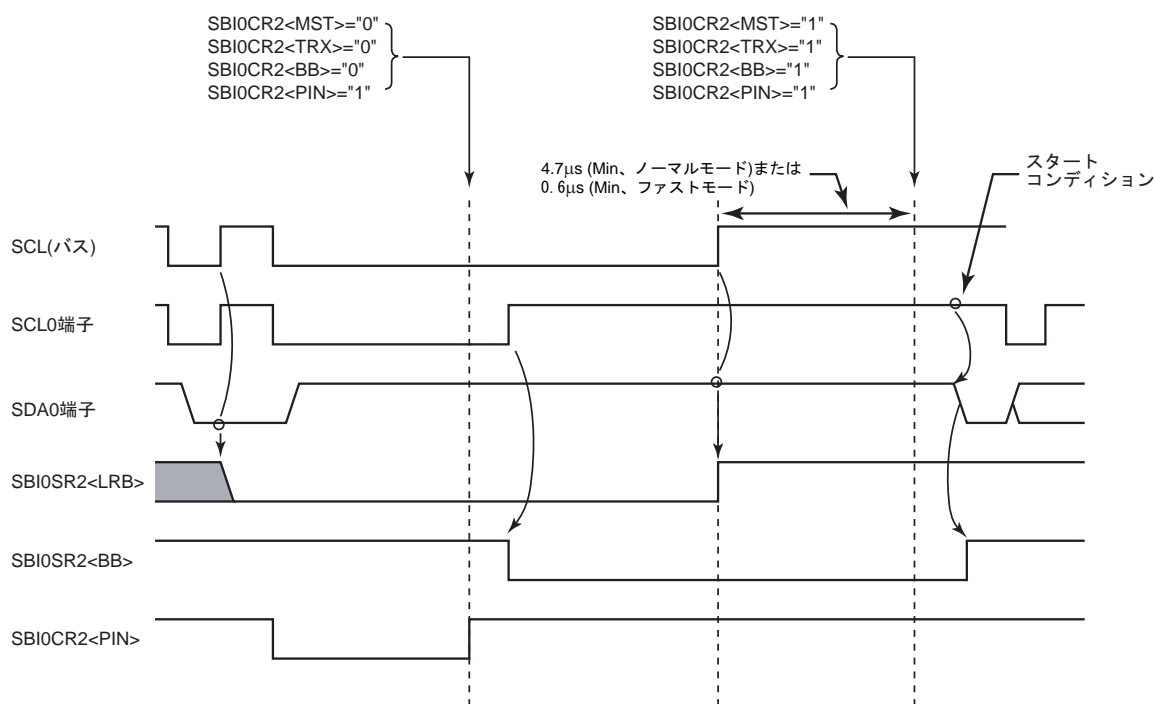 SBI0CR2<MST>="0"
SBI0CR2<TRX>="0"
SBI0CR2<BB>="0"
SBI0CR2<PIN>="1"
SBI0CR2<MST>="1"
SBI0CR2<TRX>="1"
SBI0CR2<BB>="1"
SBI0CR2<PIN>="1"
4.7μs (Min、ノーマルモード)または
0.6μs (Min、ファストモード)
スタート
コンディション
SCL(バス)
SCL0端子
SDA0端子
SBI0SR2<LRB>
SBI0SR2<BB>
SBI0CR2<PIN>